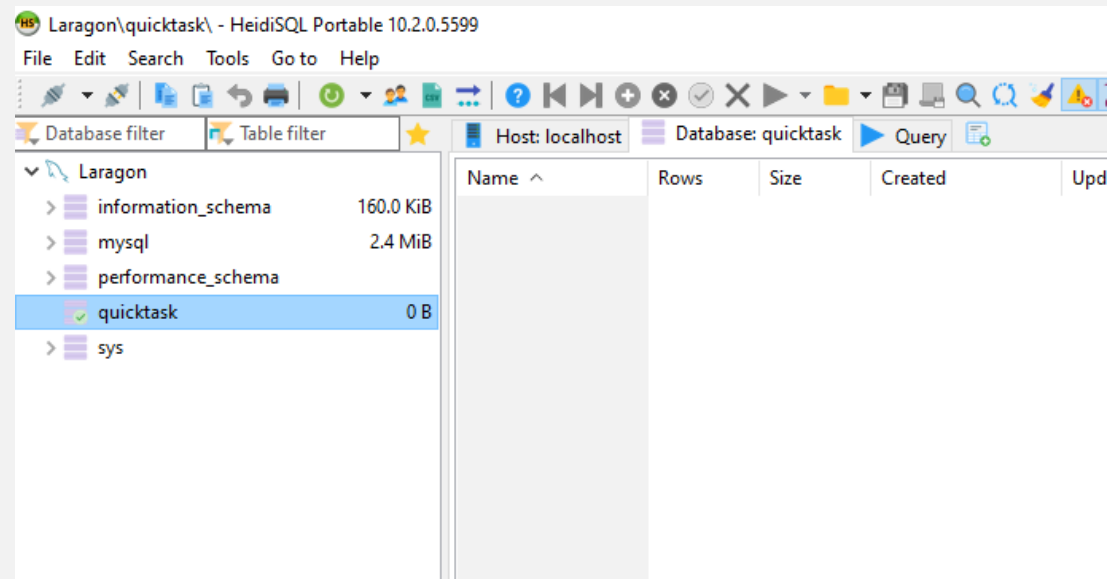 HS Laragon\quicktask\ - HeidiSQL Portable 10.2.0.5599
File Edit Search Tools Go to Help
Database filter Table filter Host: localhost Database: quicktask Query
Laragon
information_schema 160.0 KiB
mysql 2.4 MiB
performance_schema
quicktask 0 B
sys
Name Rows Size Created Upd